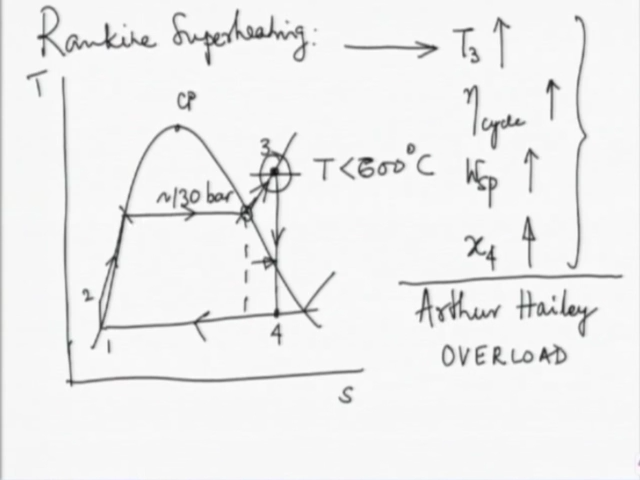 Rankine Superheating:
T₃ ↑
η cycle ↑
Wsp ↑
x₄ ↑
T
CP
3
T<600°C
~130 bar
2
1
4
S
Arthur Hailey
OVERLOAD